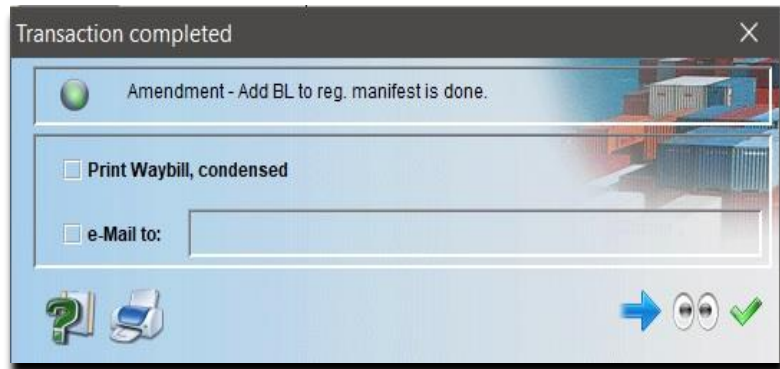 Transaction completed
Amendment - Add BL to reg. manifest is done.
Print Waybill, condensed
e-Mail to: